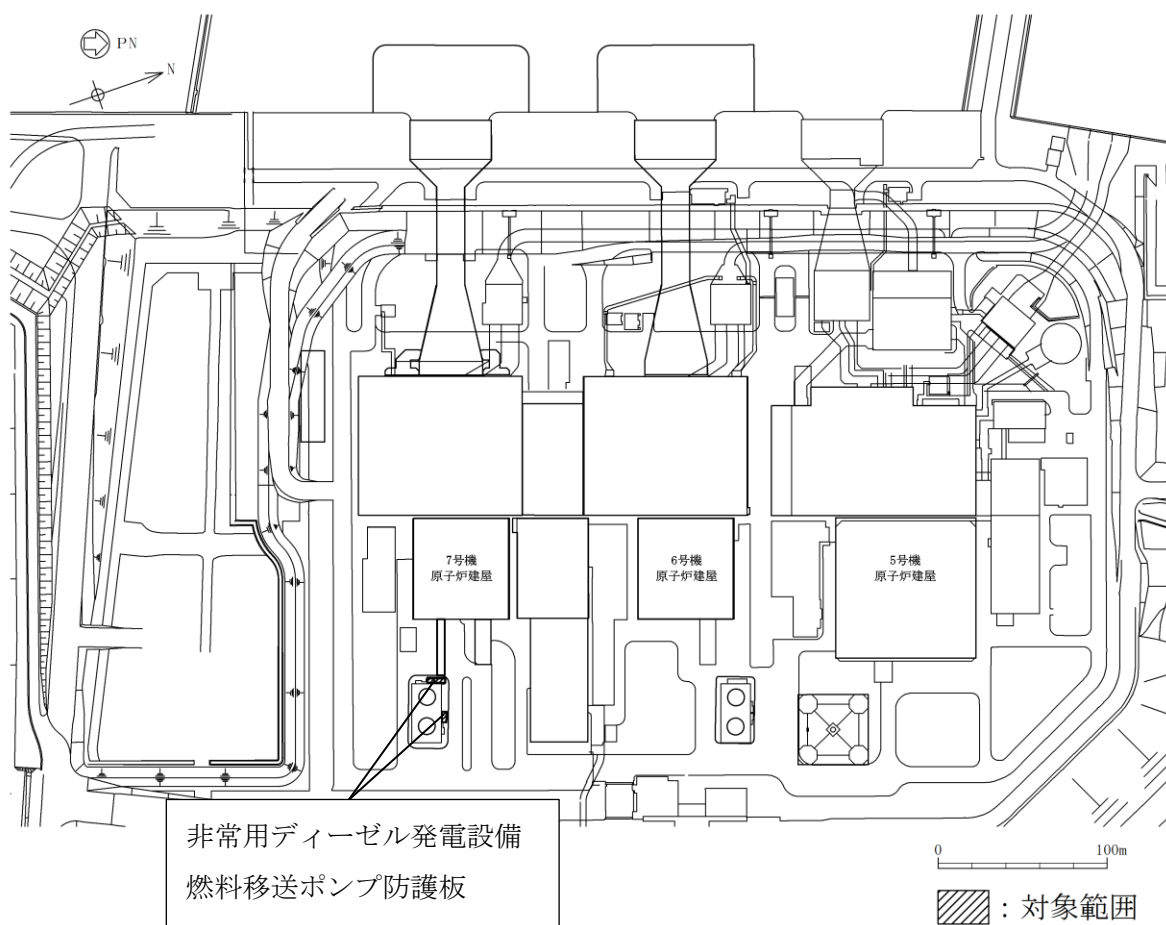 PN
N
7号機
原子炉建屋
6号機
原子炉建屋
5号機
原子炉建屋
非常用ディーゼル発電設備
燃料移送ポンプ防護板
0 100m
：対象範囲